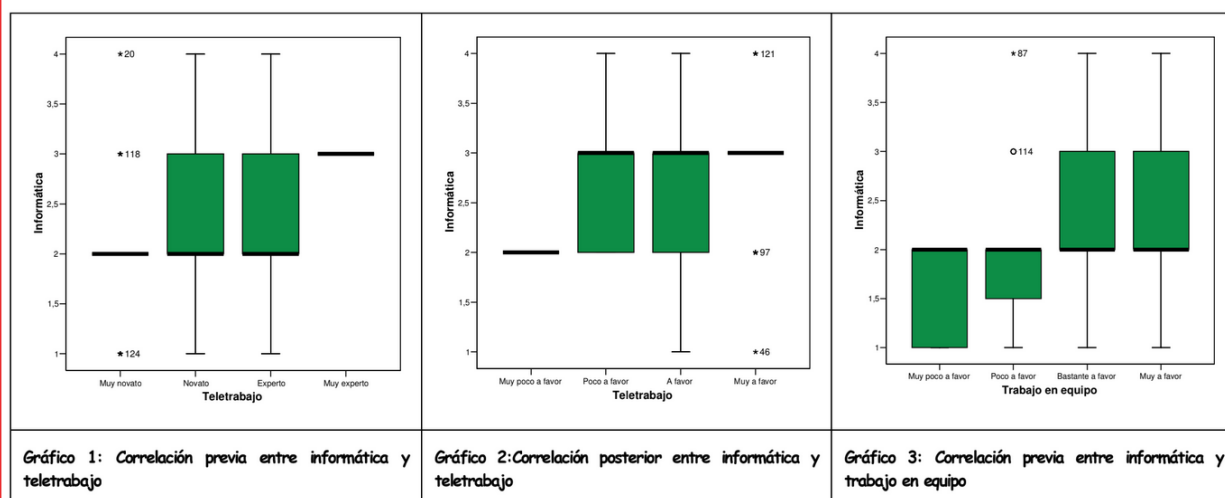 4
3,5
3
2,5
2
1,5
1
Informática
20
118
124
Muy novato Novato Experto Muy experto
Teletrabajo
4
3,5
3
2,5
2
1,5
1
Informática
121
97
46
Muy poco a favor Poco a favor A favor Muy a favor
Teletrabajo
4
3,5
3
2,5
2
1,5
1
Informática
87
114
Muy poco a favor Poco a favor Bastante a favor Muy a favor
Trabajo en equipo
Gráfico 1: Correlación previa entre informática y
teletrabajo
Gráfico 2:Correlación posterior entre informática y
teletrabajo
Gráfico 3: Correlación previa entre informática y
trabajo en equipo